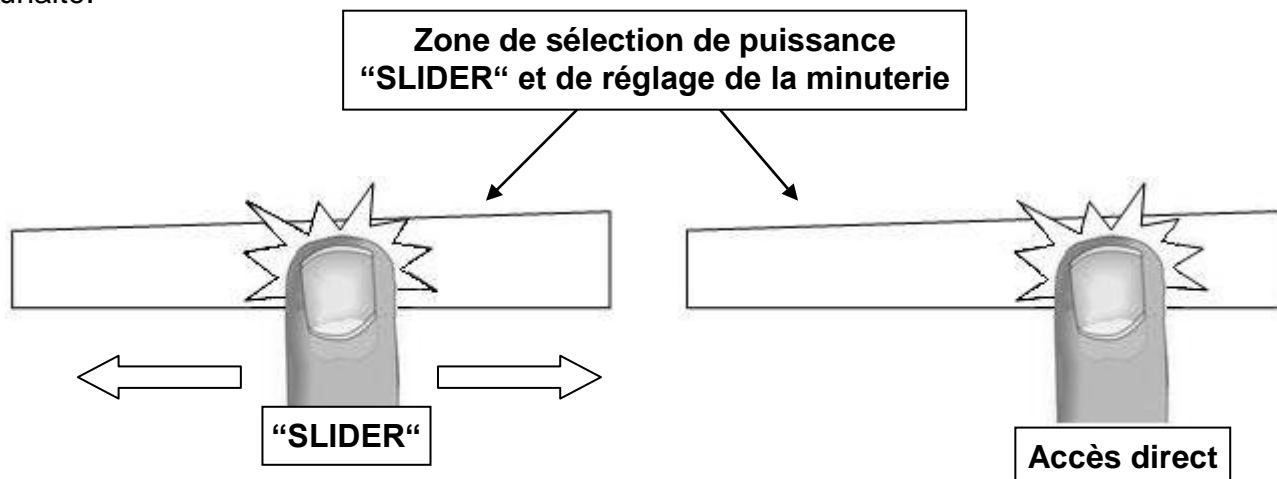 Zone de sélection de puissance
“SLIDER“ et de réglage de la minuterie
“SLIDER“
Accès direct